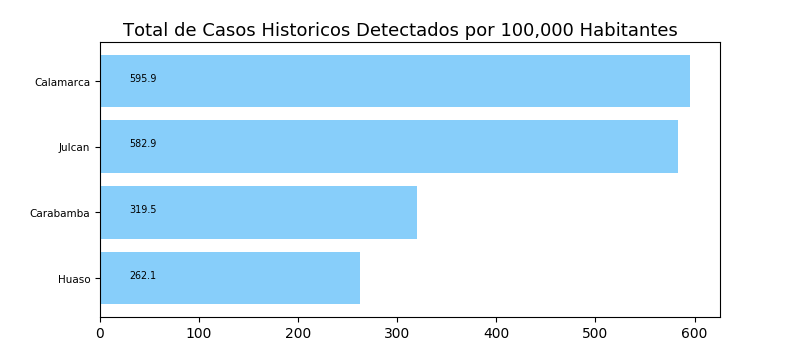 Total de Casos Historicos Detectados por 100,000 Habitantes
Calamarca 595.9
Julcan 582.9
Carabamba 319.5
Huaso 262.1
0 100 200 300 400 500 600